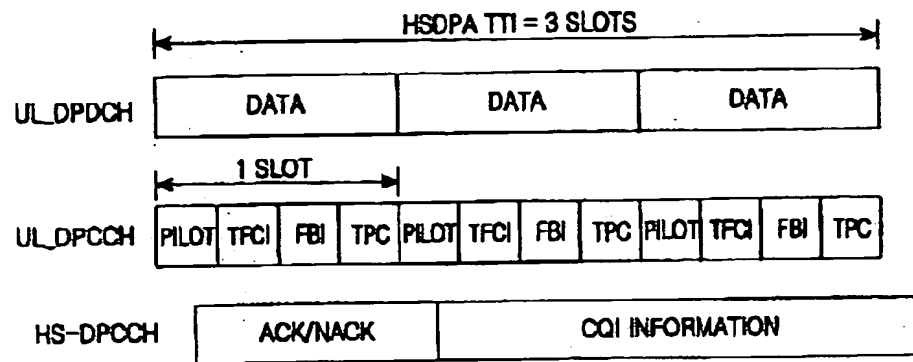 HSDPA TTI = 3 SLOTS
UL_DPDCH DATA DATA DATA
1 SLOT
UL_DPCCH PILOT TFCI FBI TPC PILOT TFCI FBI TPC PILOT TFCI FBI TPC
HS-DPCCH ACK/NACK CQI INFORMATION